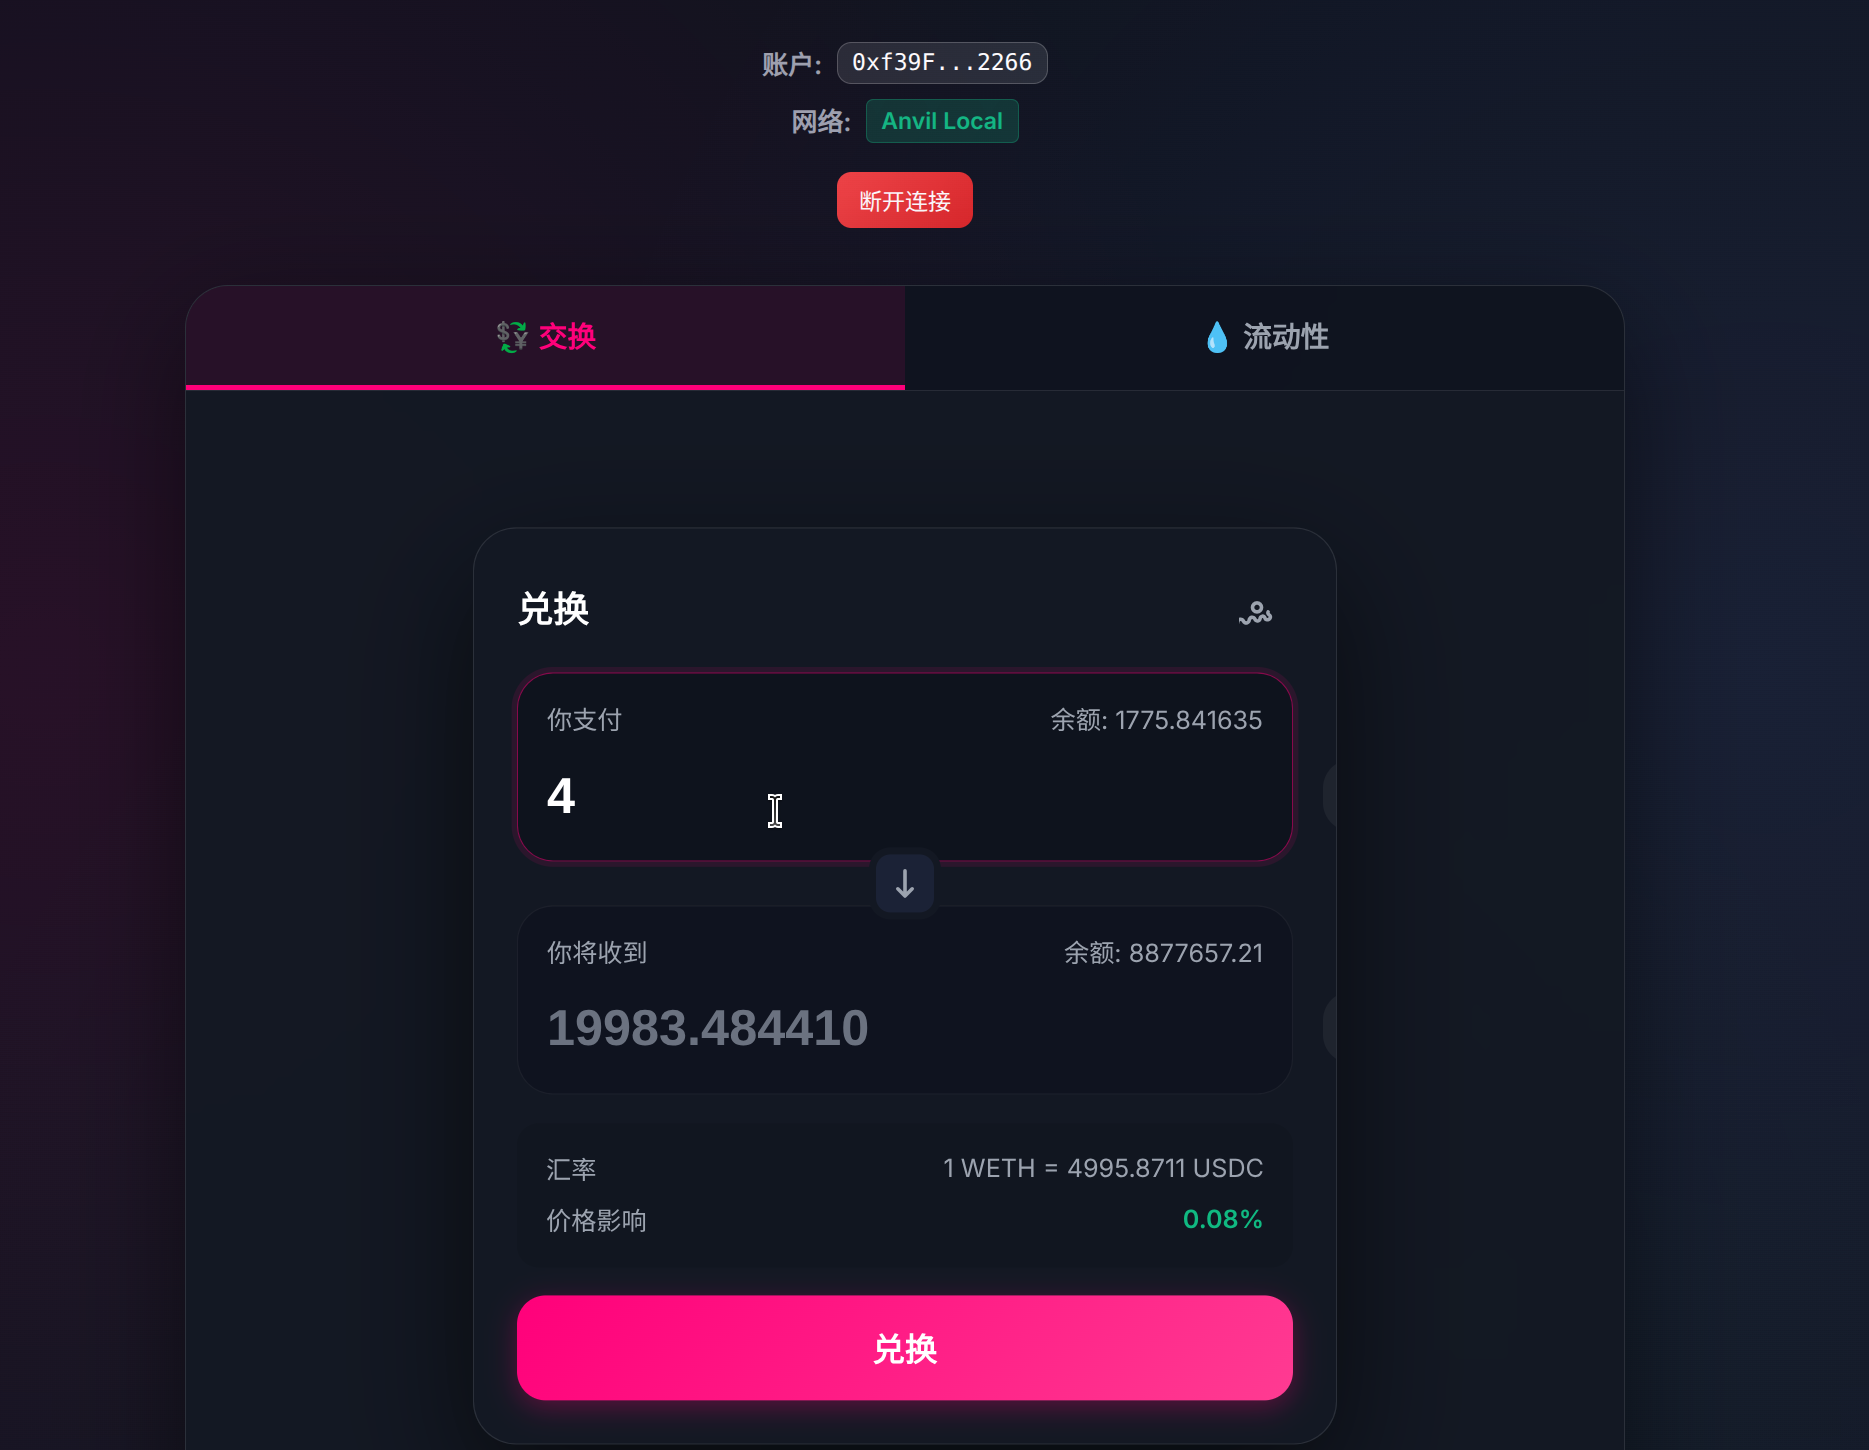 账户: 0xf39F...2266
网络: Anvil Local
断开连接
💱 交换
💧 流动性
兑换
你支付 余额: 1775.841635
4
↓
你将收到 余额: 8877657.21
19983.484410
汇率 1 WETH = 4995.8711 USDC
价格影响 0.08%
兑换